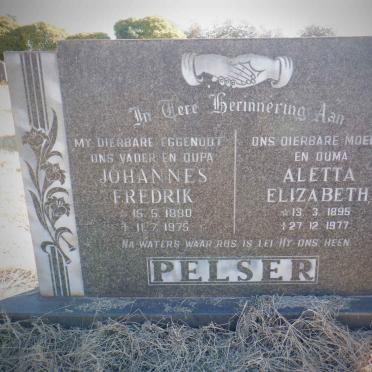 In Tere Herinnering Aan
MY DIERBARE EGGENOOT
ONS VADER EN OUPA
JOHANNES
FREDRIK
☆ 15. 5. 1890
† 11. 7. 1975
ONS DIERBARE MOE
EN OUMA
ALETTA
ELIZABETH
☆ 13. 3. 1895
† 27. 12. 1977
NA WATERS WAAR RUS IS LEI HY ONS HEEN
PELSER